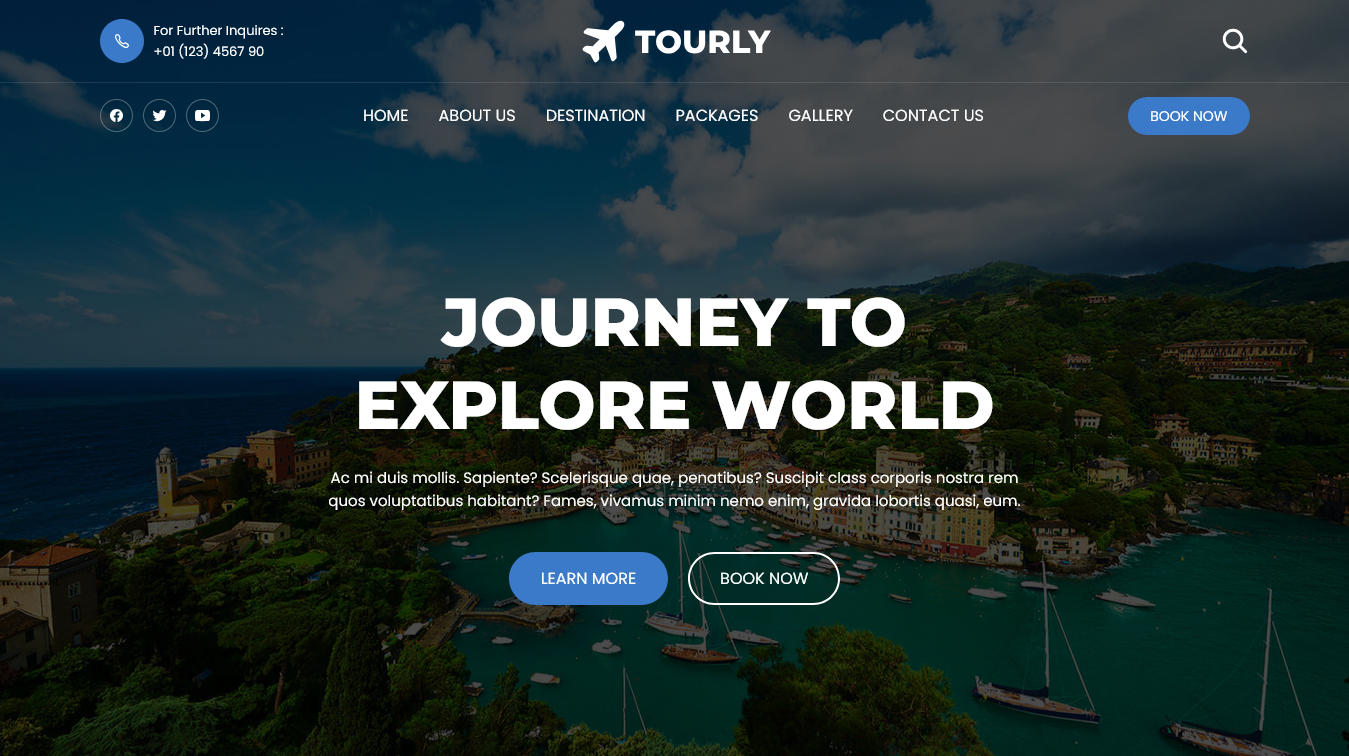 For Further Inquires :
+01 (123) 4567 90
TOURLY
HOME ABOUT US DESTINATION PACKAGES GALLERY CONTACT US
BOOK NOW
JOURNEY TO
EXPLORE WORLD
Ac mi duis mollis. Sapiente? Scelerisque quae, penatibus? Suscipit class corporis nostra rem
quos voluptatibus habitant? Fames, vivamus minim nemo enim, gravida lobortis quasi, eum.
LEARN MORE
BOOK NOW